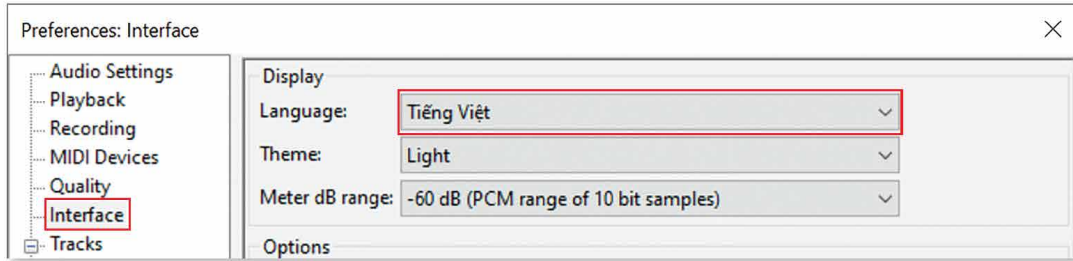 Preferences: Interface
Audio Settings
Playback
Recording
MIDI Devices
Quality
Interface
Tracks
Display
Language: Tiếng Việt
Theme: Light
Meter dB range: -60 dB (PCM range of 10 bit samples)
Options